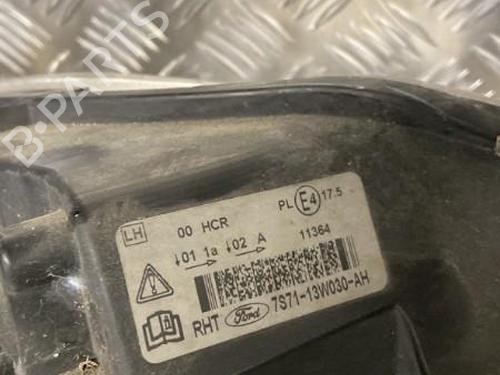 B-PARTS
LH 00 HCR PL E4 17.5
01 1a 02 A 11364
RHT Ford 7S71-13W030-AH